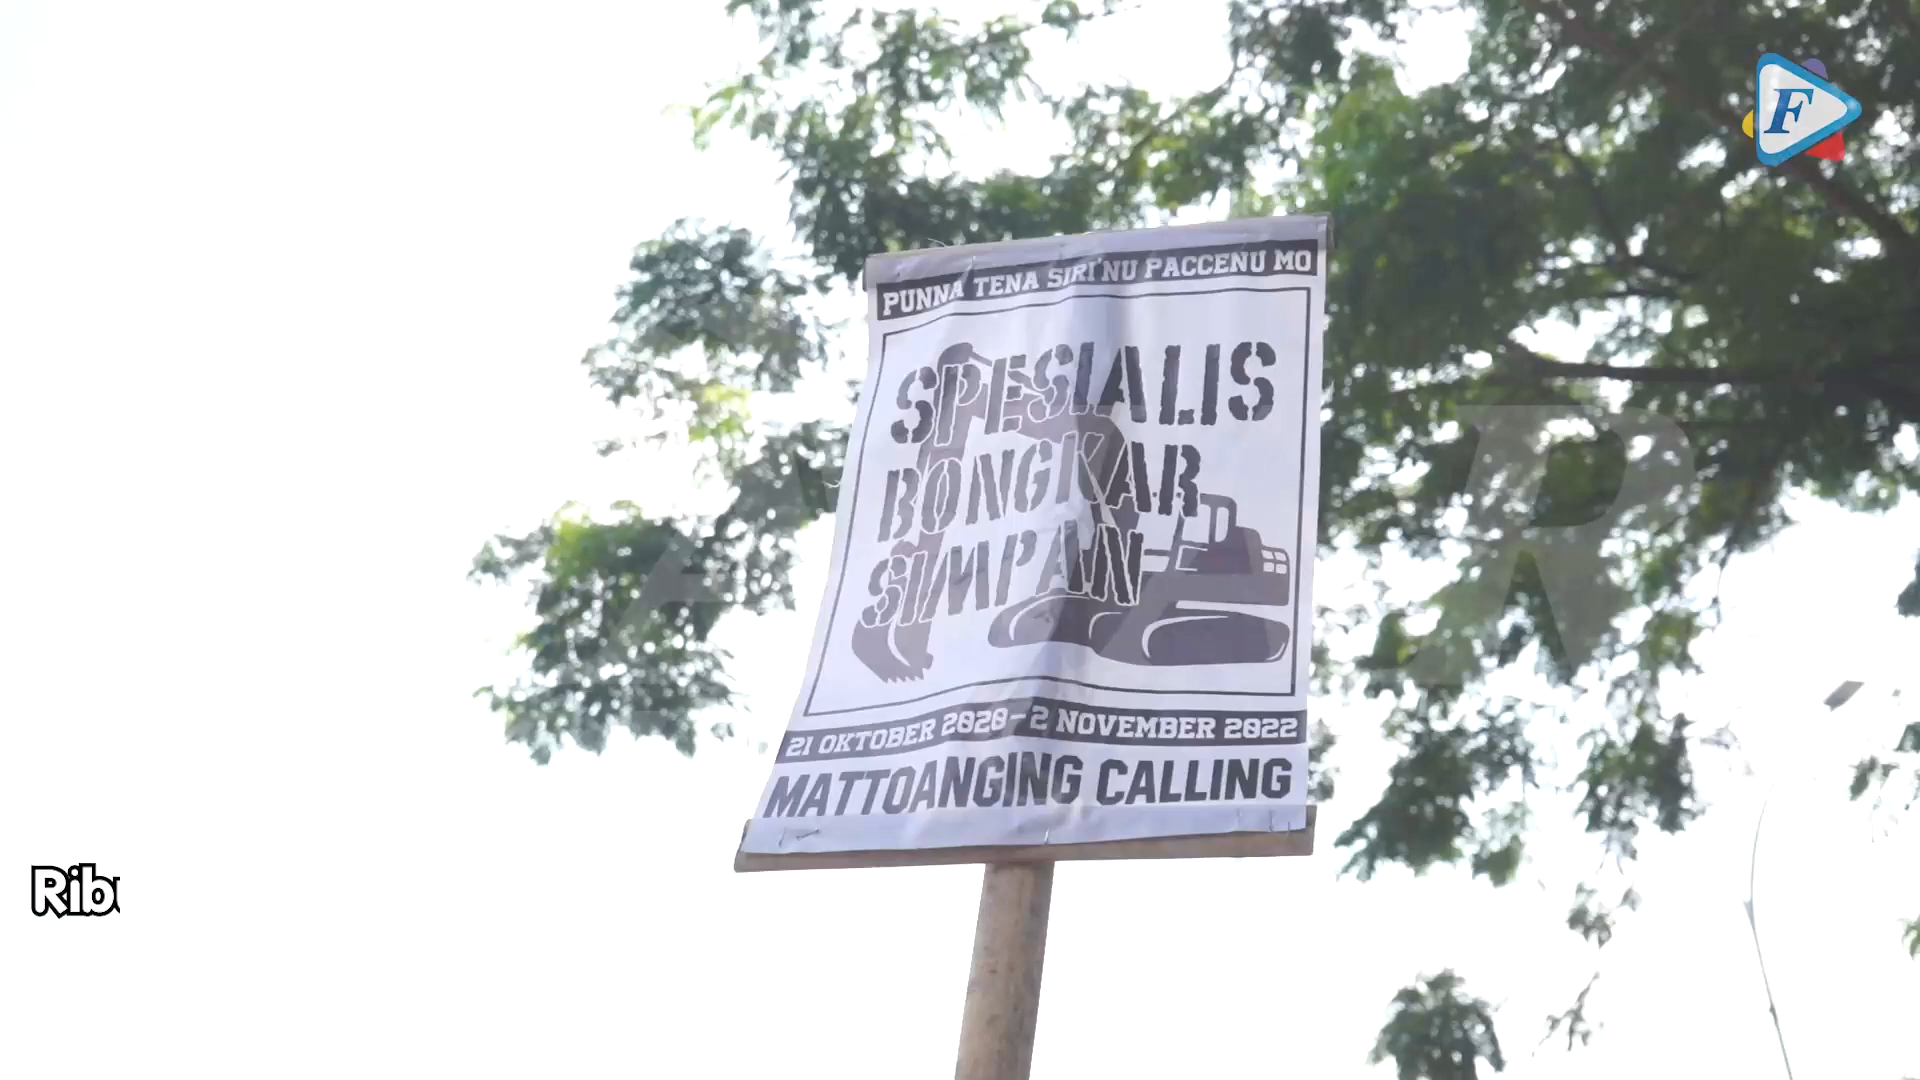 F
PUNNA TENA SIRI'NU PACCENU MO
SPESIALIS
BONGKAR
SIMPAN
21 OKTOBER 2020 - 2 NOVEMBER 2022
MATTOANGING CALLING